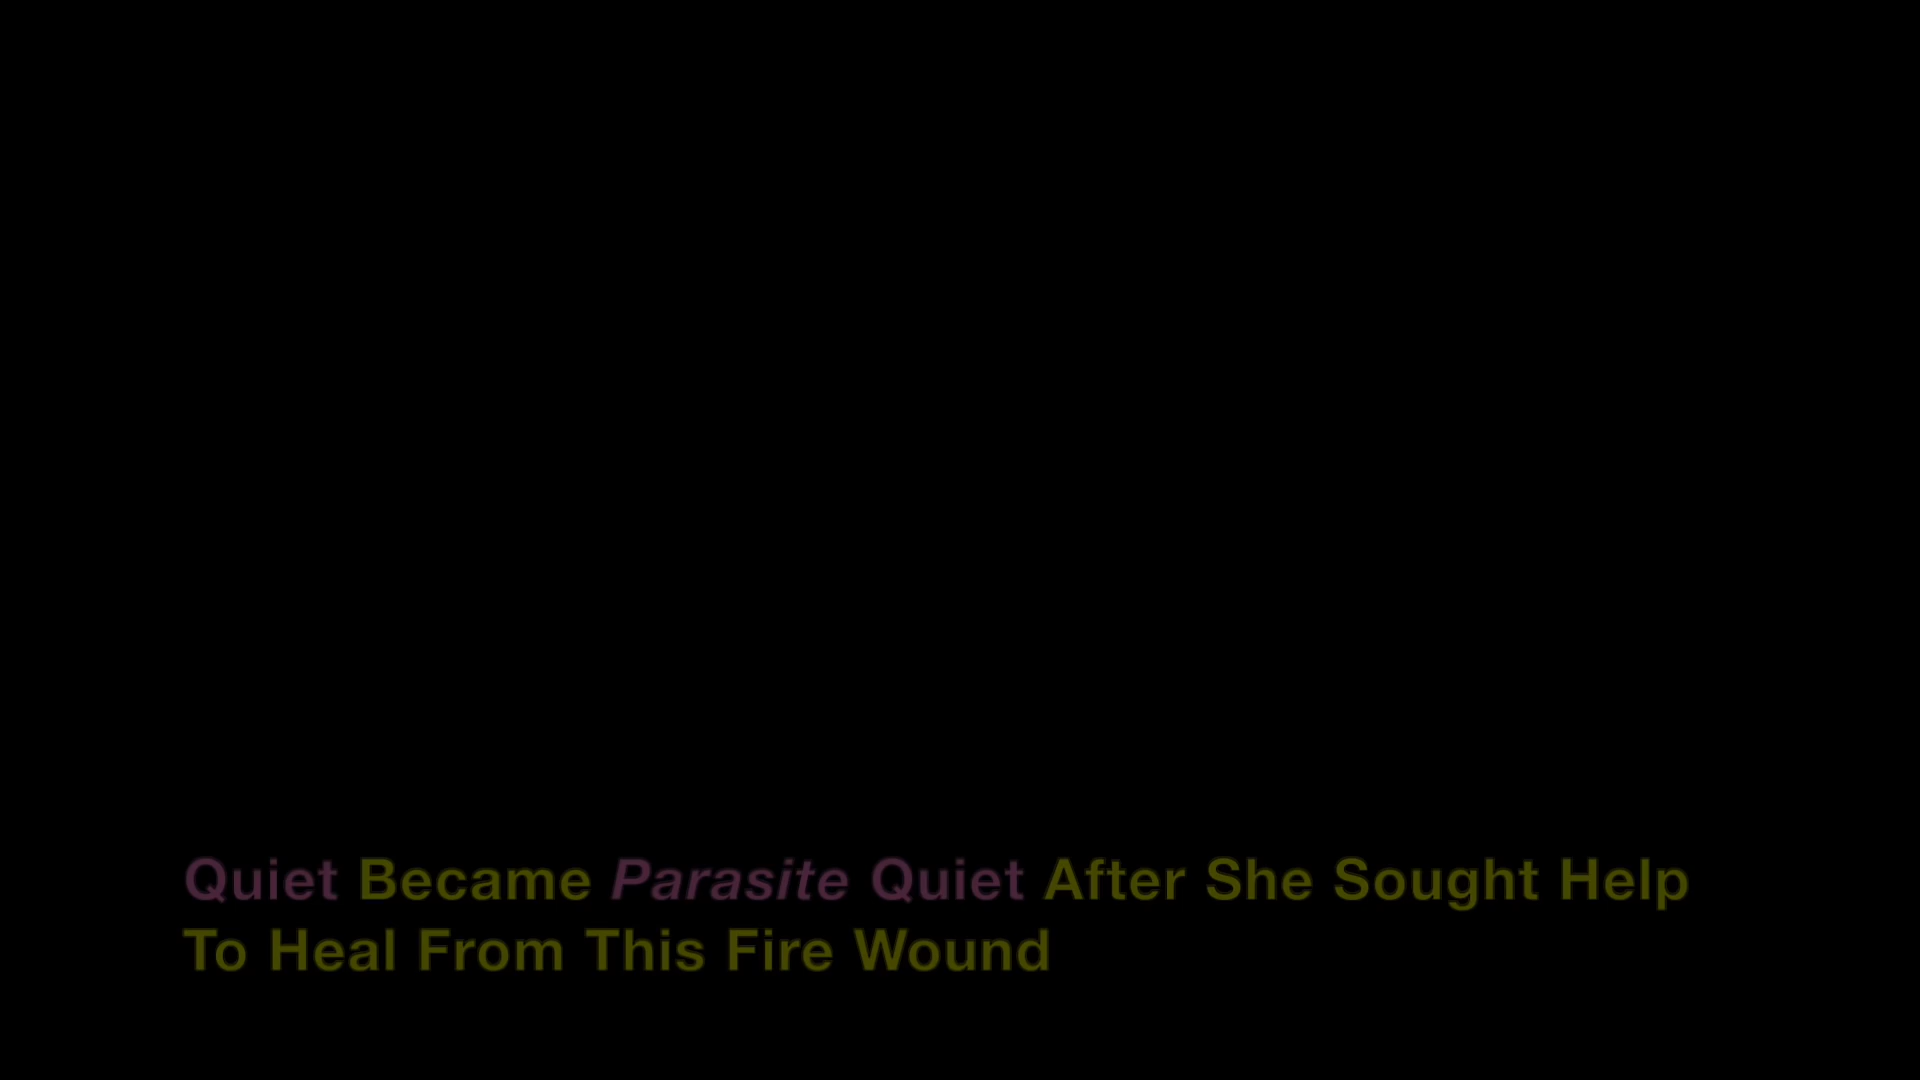 Quiet Became Parasite Quiet After She Sought Help
To Heal From This Fire Wound